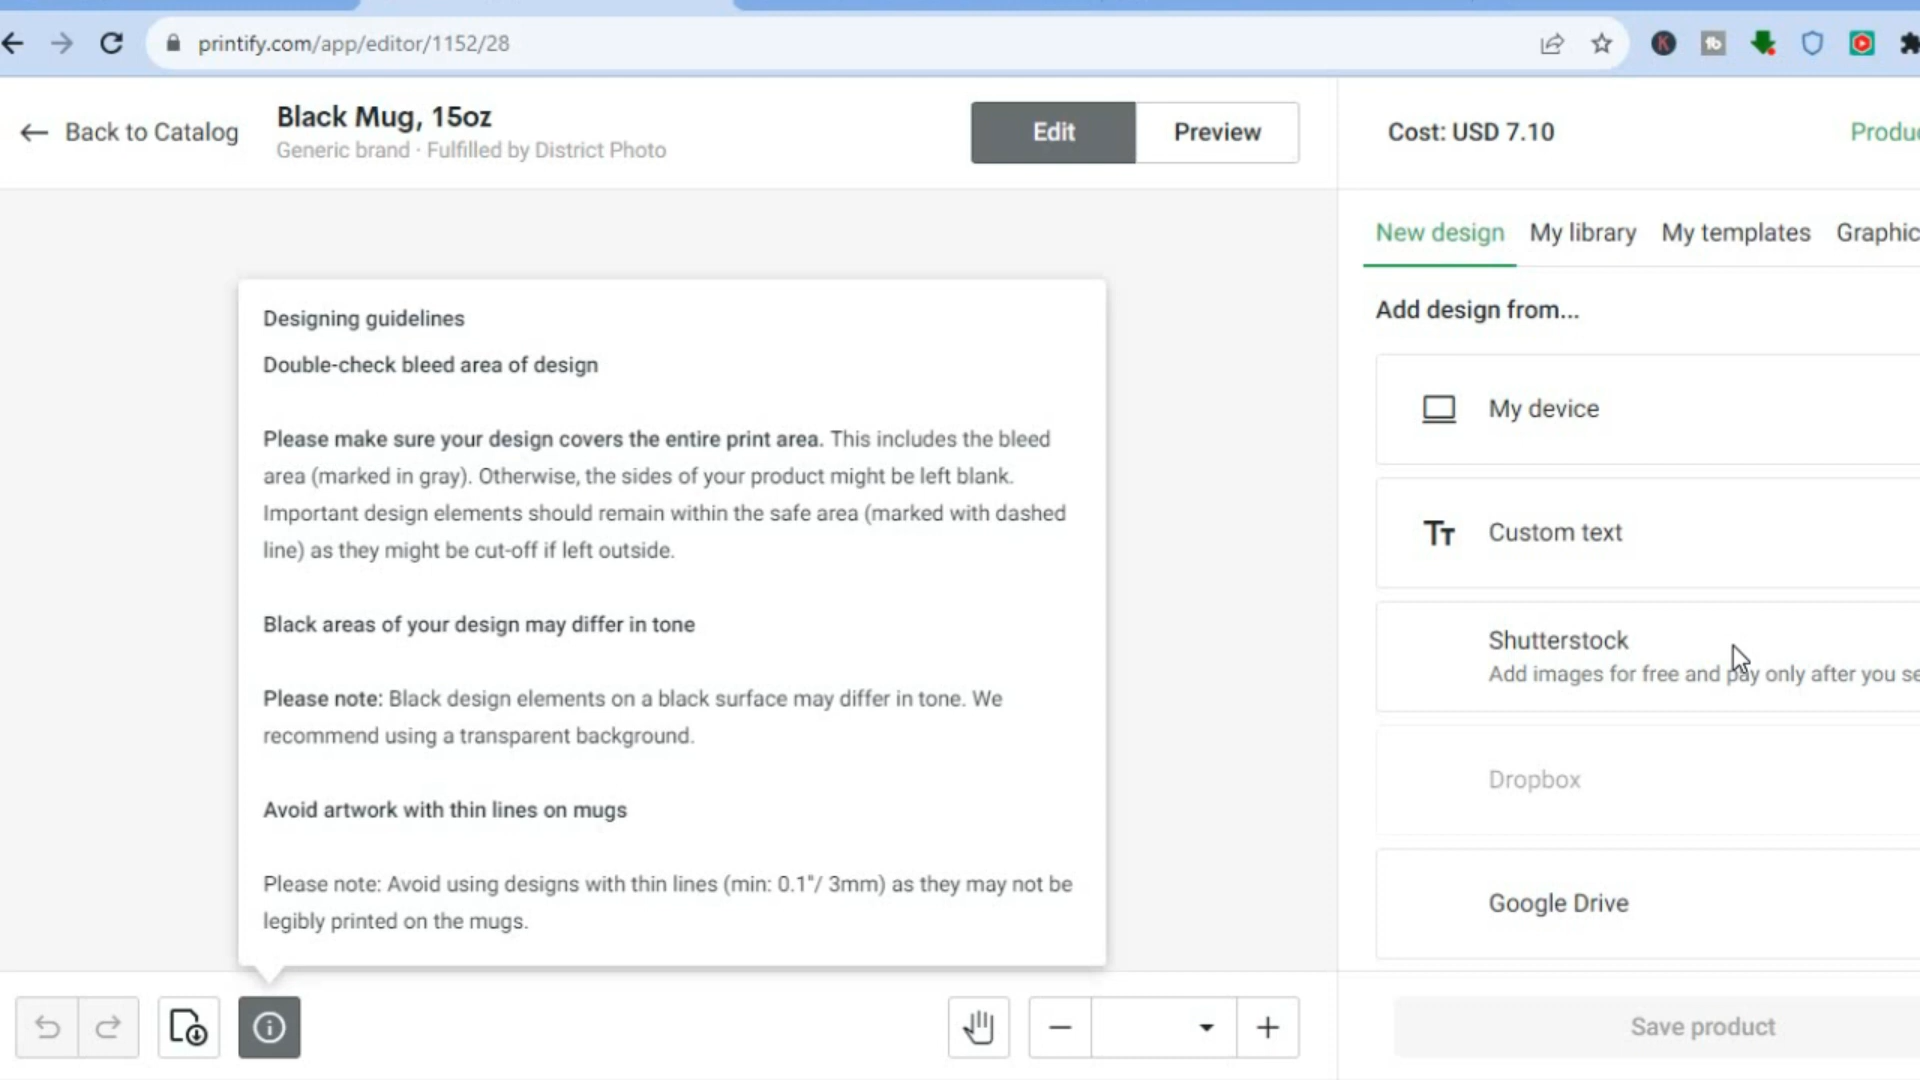 printify.com/app/editor/1152/28
Back to Catalog
Black Mug, 15oz
Generic brand · Fulfilled by District Photo
Edit
Preview
Cost: USD 7.10
Produc
New design
My library
My templates
Graphic
Add design from...
My device
Custom text
Shutterstock
Add images for free and pay only after you se
Dropbox
Google Drive
Save product
Designing guidelines
Double-check bleed area of design
Please make sure your design covers the entire print area. This includes the bleed
area (marked in gray). Otherwise, the sides of your product might be left blank.
Important design elements should remain within the safe area (marked with dashed
line) as they might be cut-off if left outside.
Black areas of your design may differ in tone
Please note: Black design elements on a black surface may differ in tone. We
recommend using a transparent background.
Avoid artwork with thin lines on mugs
Please note: Avoid using designs with thin lines (min: 0.1"/ 3mm) as they may not be
legibly printed on the mugs.